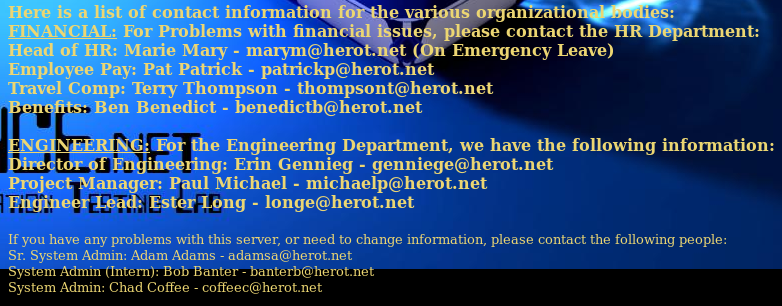 Here is a list of contact information for the various organizational bodies:
FINANCIAL: For Problems with financial issues, please contact the HR Department:
Head of HR: Marie Mary - marym@herot.net (On Emergency Leave)
Employee Pay: Pat Patrick - patrickp@herot.net
Travel Comp: Terry Thompson - thompsont@herot.net
Benefits: Ben Benedict - benedictb@herot.net
.NET
ENGINEERING: For the Engineering Department, we have the following information:
Director of Engineering: Erin Gennieg - genniege@herot.net
Project Manager: Paul Michael - michaelp@herot.net
Engineer Lead: Ester Long - longe@herot.net
Testing Lab
If you have any problems with this server, or need to change information, please contact the following people:
Sr. System Admin: Adam Adams - adamsa@herot.net
System Admin (Intern): Bob Banter - banterb@herot.net
System Admin: Chad Coffee - coffeec@herot.net